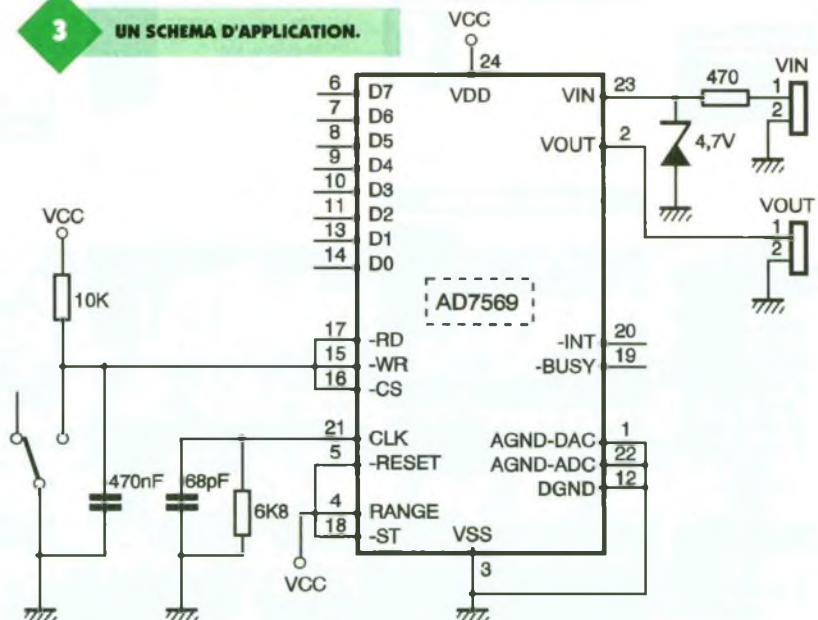 3 UN SCHEMA D'APPLICATION.
VCC
24
VDD
6 D7
7 D6
8 D5
9 D4
10 D3
11 D2
13 D1
14 D0
VIN 23
470
VIN
1
2
VOUT 2
4,7V
VOUT
1
2
VCC
10K
AD7569
17 -RD
15 -WR
16 -CS
-INT 20
-BUSY 19
21 CLK
5 -RESET
470nF
68pF
6K8
4 RANGE
18 -ST
VCC
AGND-DAC 1
AGND-ADC 22
DGND 12
VSS
3